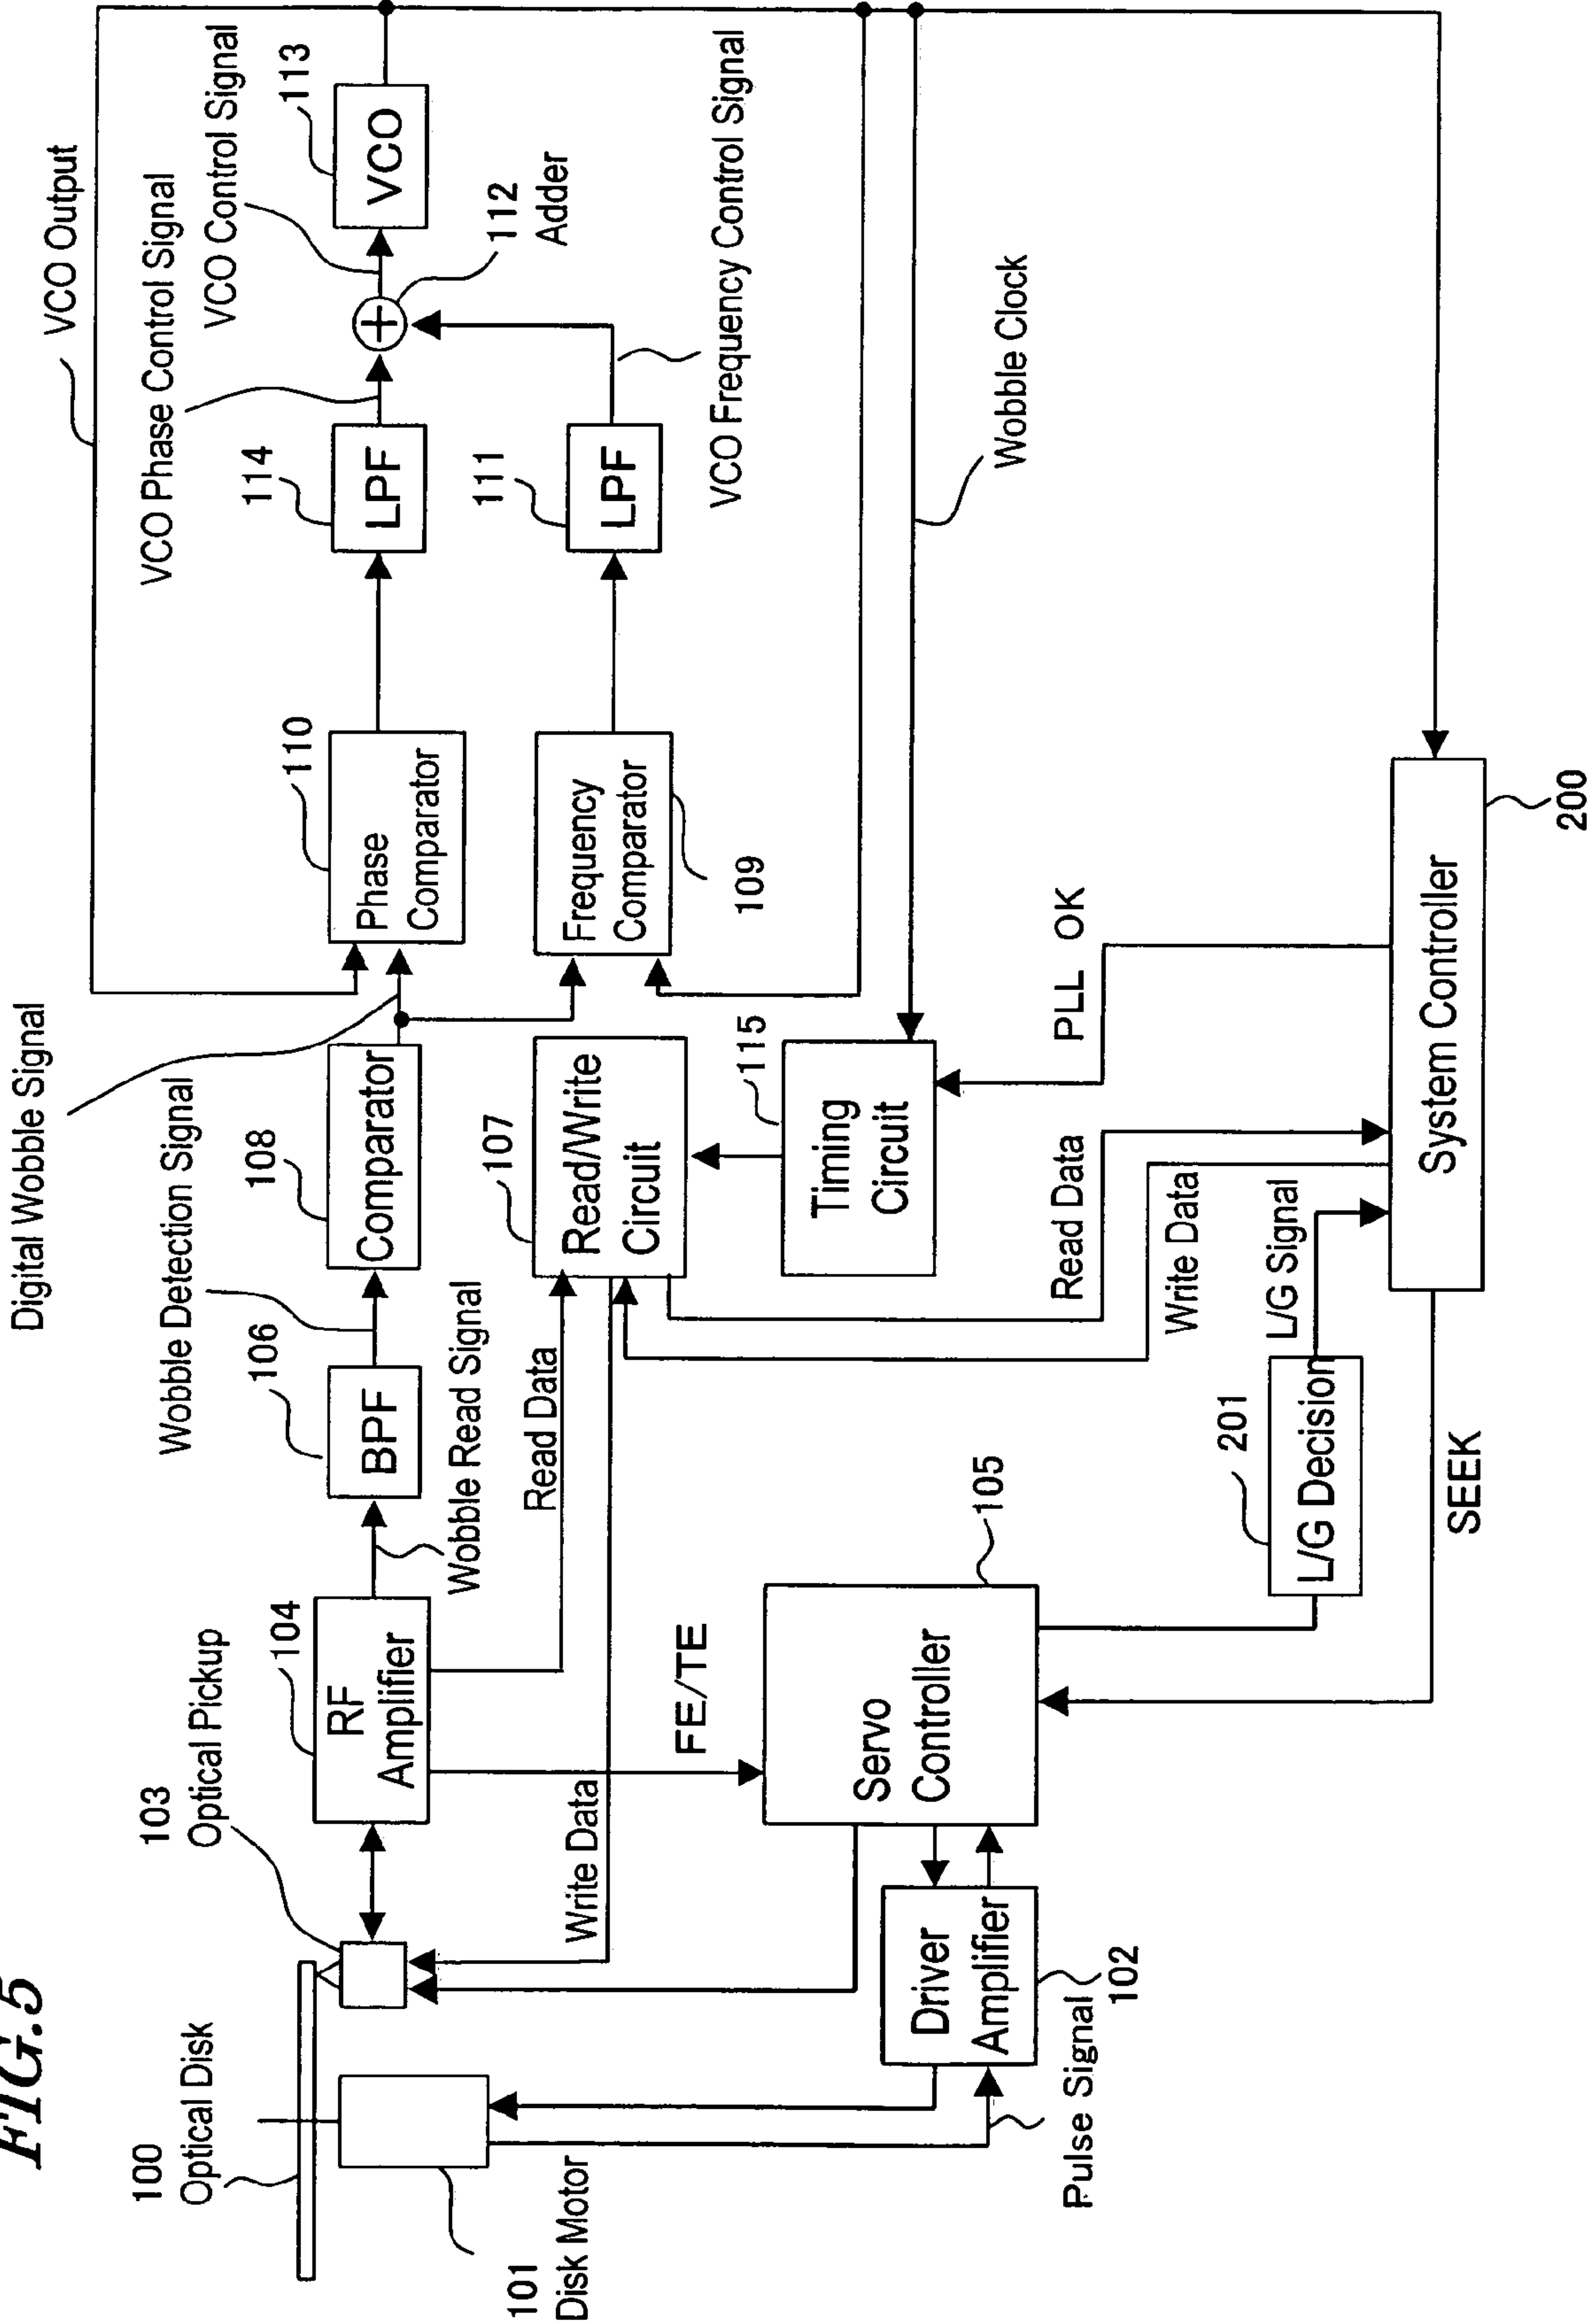 FIG.5
100
Optical Disk
101
Disk Motor
103
Optical Pickup
104
RF
Amplifier
Wobble Read Signal
106
BPF
Wobble Detection Signal
108
Comparator
Digital Wobble Signal
110
Phase
Comparator
114
LPF
VCO Phase Control Signal
VCO Control Signal
112
Adder
113
VCO
VCO Output
109
Frequency
Comparator
111
LPF
VCO Frequency Control Signal
Read Data
Write Data
107
Read/Write
Circuit
115
Timing
Circuit
Wobble Clock
FE/TE
105
Servo
Controller
102
Driver
Amplifier
Pulse Signal
201
L/G Decision
L/G Signal
Write Data
Read Data
PLL OK
SEEK
200
System Controller